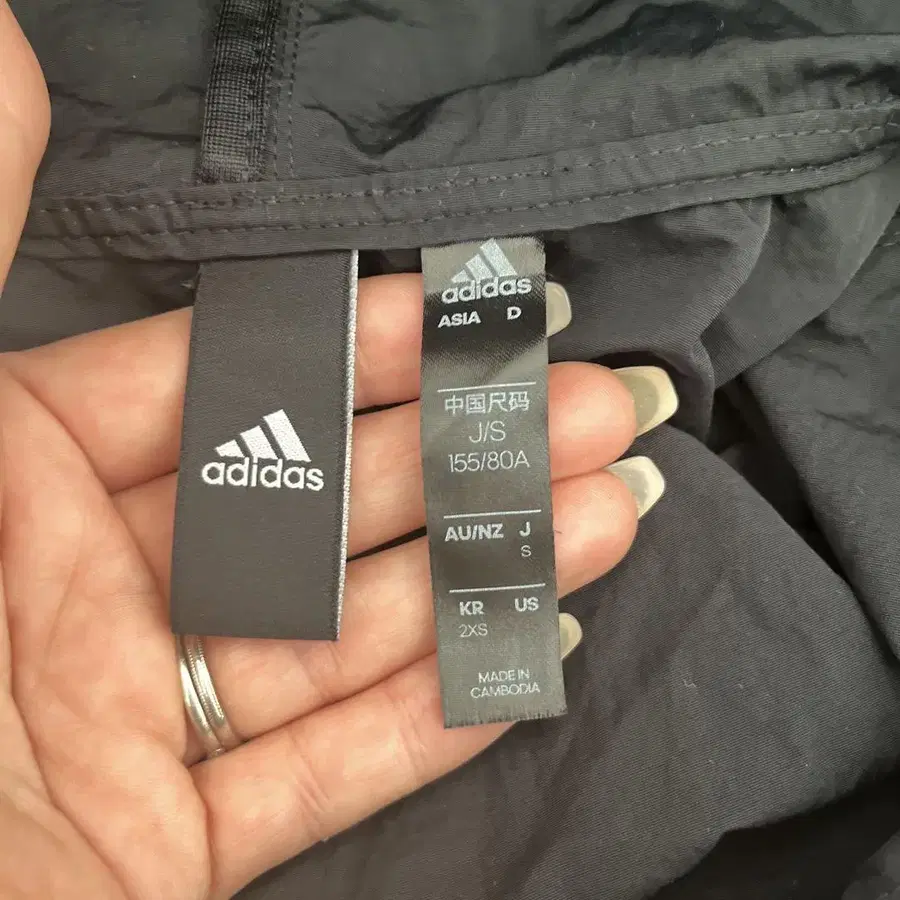 adidas
adidas
ASIA D
中国尺码
J/S
155/80A
AU/NZ J
S
KR US
2XS
MADE IN
CAMBODIA